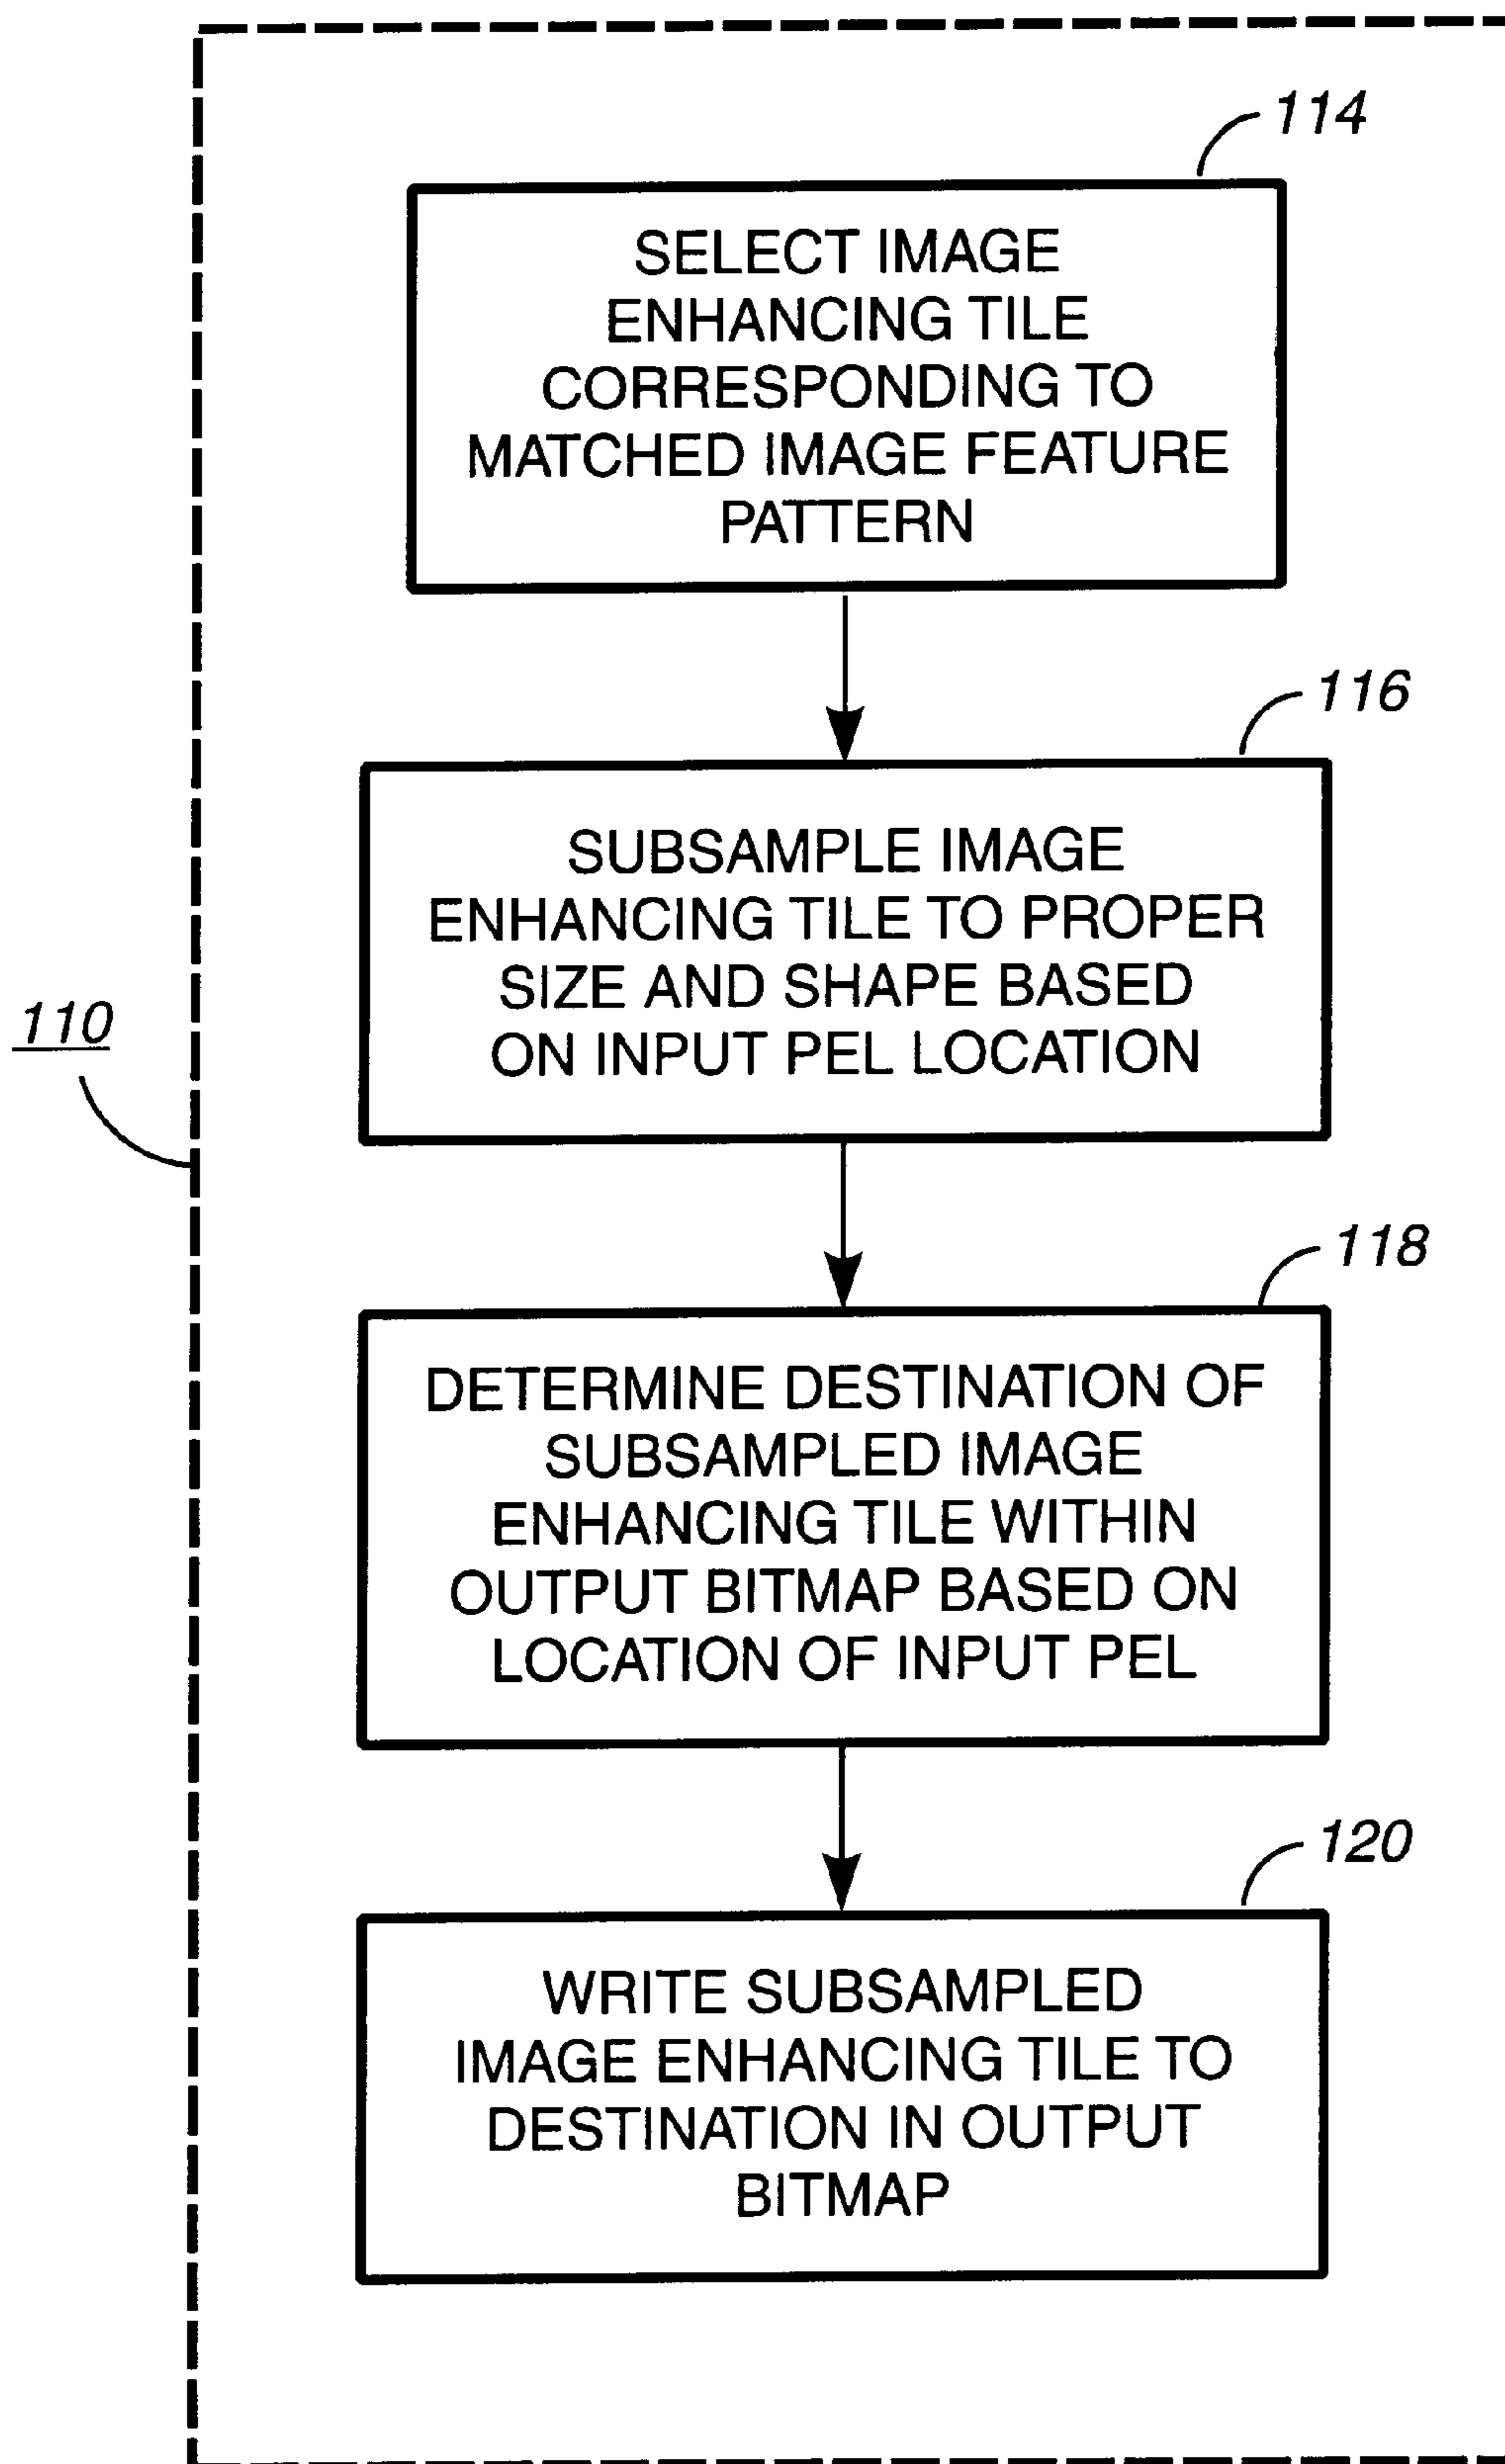 114
SELECT IMAGE
ENHANCING TILE
CORRESPONDING TO
MATCHED IMAGE FEATURE
PATTERN
116
SUBSAMPLE IMAGE
ENHANCING TILE TO PROPER
SIZE AND SHAPE BASED
ON INPUT PEL LOCATION
110
118
DETERMINE DESTINATION OF
SUBSAMPLED IMAGE
ENHANCING TILE WITHIN
OUTPUT BITMAP BASED ON
LOCATION OF INPUT PEL
120
WRITE SUBSAMPLED
IMAGE ENHANCING TILE TO
DESTINATION IN OUTPUT
BITMAP